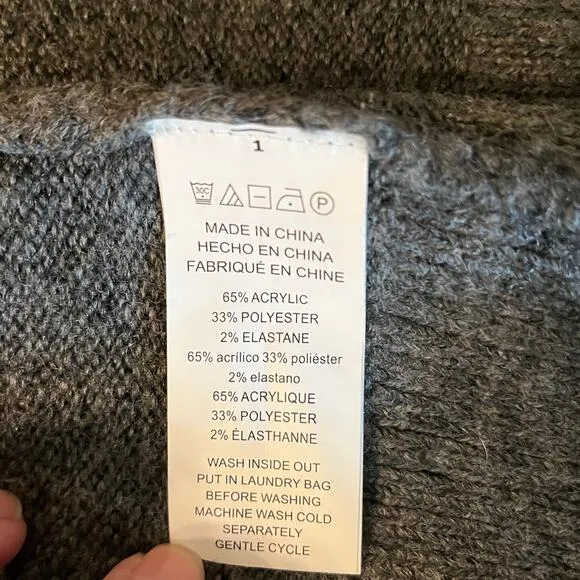 1
30C P
MADE IN CHINA
HECHO EN CHINA
FABRIQUÉ EN CHINE
65% ACRYLIC
33% POLYESTER
2% ELASTANE
65% acrílico 33% poliéster
2% elastano
65% ACRYLIQUE
33% POLYESTER
2% ÉLASTHANNE
WASH INSIDE OUT
PUT IN LAUNDRY BAG
BEFORE WASHING
MACHINE WASH COLD
SEPARATELY
GENTLE CYCLE